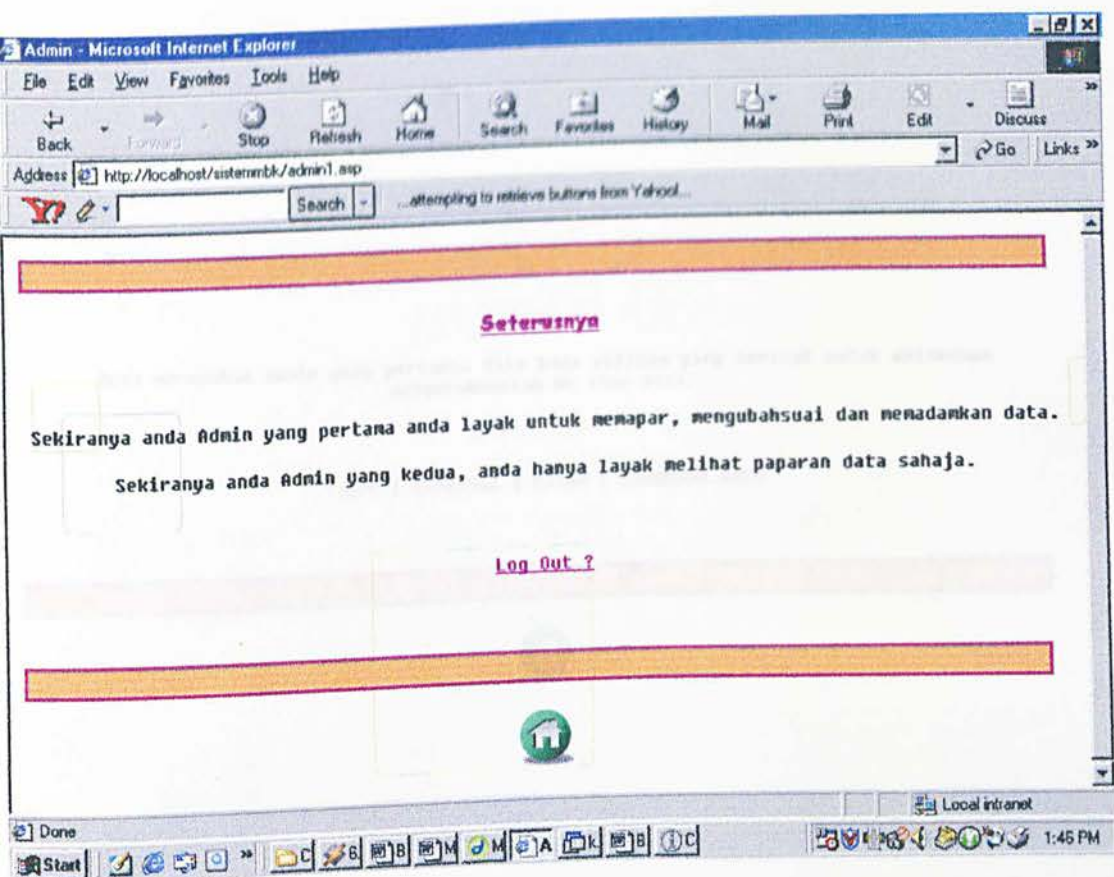 Admin - Microsoft Internet Explorer
File Edit View Favorites Tools Help
Back Forward Stop Refresh Home Search Favorites History Mail Print Edit Discuss
Address http://localhost/sistemmbk/admin1.asp Go Links
Y! Search ...attempting to retrieve buttons from Yahoo!...
Seterusnya
Sekiranya anda Admin yang pertama anda layak untuk memapar, mengubahsuai dan memadamkan data.
Sekiranya anda Admin yang kedua, anda hanya layak melihat paparan data sahaja.
Log Out ?
Done Local intranet
Start C 6 B M M A k B C 1:45 PM